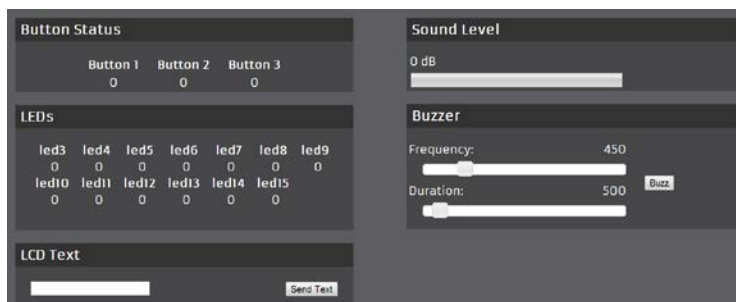 Button Status
Button 1 Button 2 Button 3
0 0 0
LEDs
led3 led4 led5 led6 led7 led8 led9
0 0 0 0 0 0 0
led10 led11 led12 led13 led14 led15
0 0 0 0 0 0
LCD Text
Send Text
Sound Level
0 dB
Buzzer
Frequency: 450
Buzz
Duration: 500